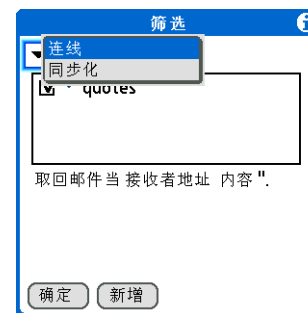 筛选
连线
同步化
quotes
取回邮件当 接收者地址 内容 ".
确定 新增